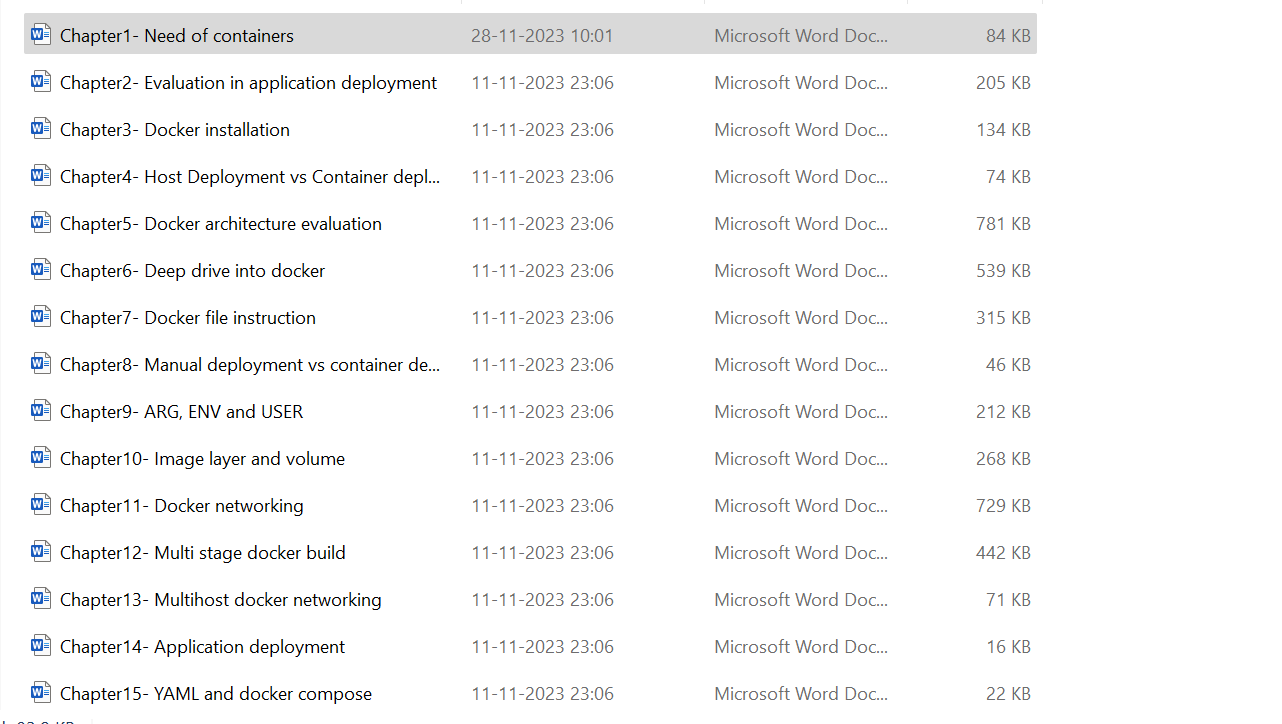 Chapter1- Need of containers 28-11-2023 10:01 Microsoft Word Doc... 84 KB
Chapter2- Evaluation in application deployment 11-11-2023 23:06 Microsoft Word Doc... 205 KB
Chapter3- Docker installation 11-11-2023 23:06 Microsoft Word Doc... 134 KB
Chapter4- Host Deployment vs Container depl... 11-11-2023 23:06 Microsoft Word Doc... 74 KB
Chapter5- Docker architecture evaluation 11-11-2023 23:06 Microsoft Word Doc... 781 KB
Chapter6- Deep drive into docker 11-11-2023 23:06 Microsoft Word Doc... 539 KB
Chapter7- Docker file instruction 11-11-2023 23:06 Microsoft Word Doc... 315 KB
Chapter8- Manual deployment vs container de... 11-11-2023 23:06 Microsoft Word Doc... 46 KB
Chapter9- ARG, ENV and USER 11-11-2023 23:06 Microsoft Word Doc... 212 KB
Chapter10- Image layer and volume 11-11-2023 23:06 Microsoft Word Doc... 268 KB
Chapter11- Docker networking 11-11-2023 23:06 Microsoft Word Doc... 729 KB
Chapter12- Multi stage docker build 11-11-2023 23:06 Microsoft Word Doc... 442 KB
Chapter13- Multihost docker networking 11-11-2023 23:06 Microsoft Word Doc... 71 KB
Chapter14- Application deployment 11-11-2023 23:06 Microsoft Word Doc... 16 KB
Chapter15- YAML and docker compose 11-11-2023 23:06 Microsoft Word Doc... 22 KB